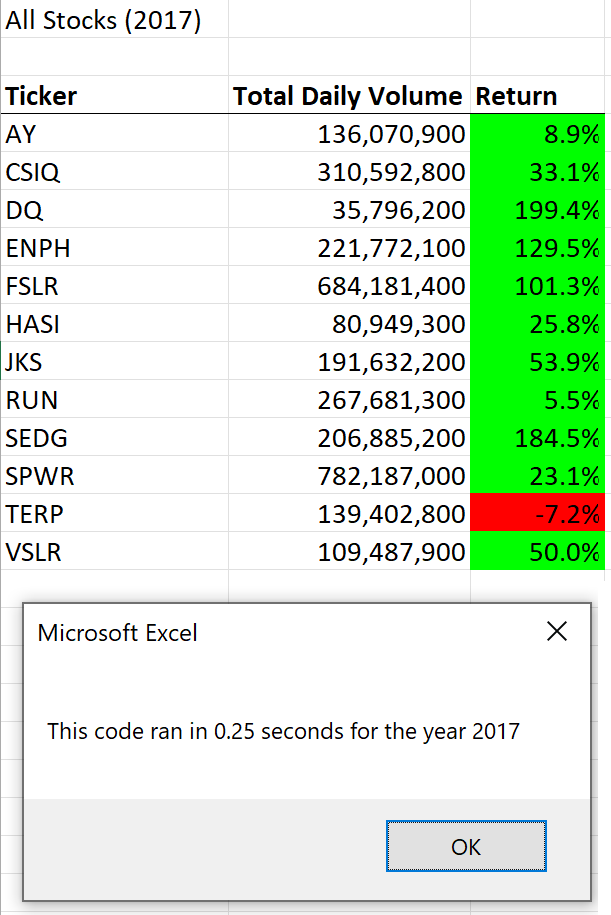 All Stocks (2017)
Ticker Total Daily Volume Return
AY 136,070,900 8.9%
CSIQ 310,592,800 33.1%
DQ 35,796,200 199.4%
ENPH 221,772,100 129.5%
FSLR 684,181,400 101.3%
HASI 80,949,300 25.8%
JKS 191,632,200 53.9%
RUN 267,681,300 5.5%
SEDG 206,885,200 184.5%
SPWR 782,187,000 23.1%
TERP 139,402,800 -7.2%
VSLR 109,487,900 50.0%
Microsoft Excel
This code ran in 0.25 seconds for the year 2017
OK